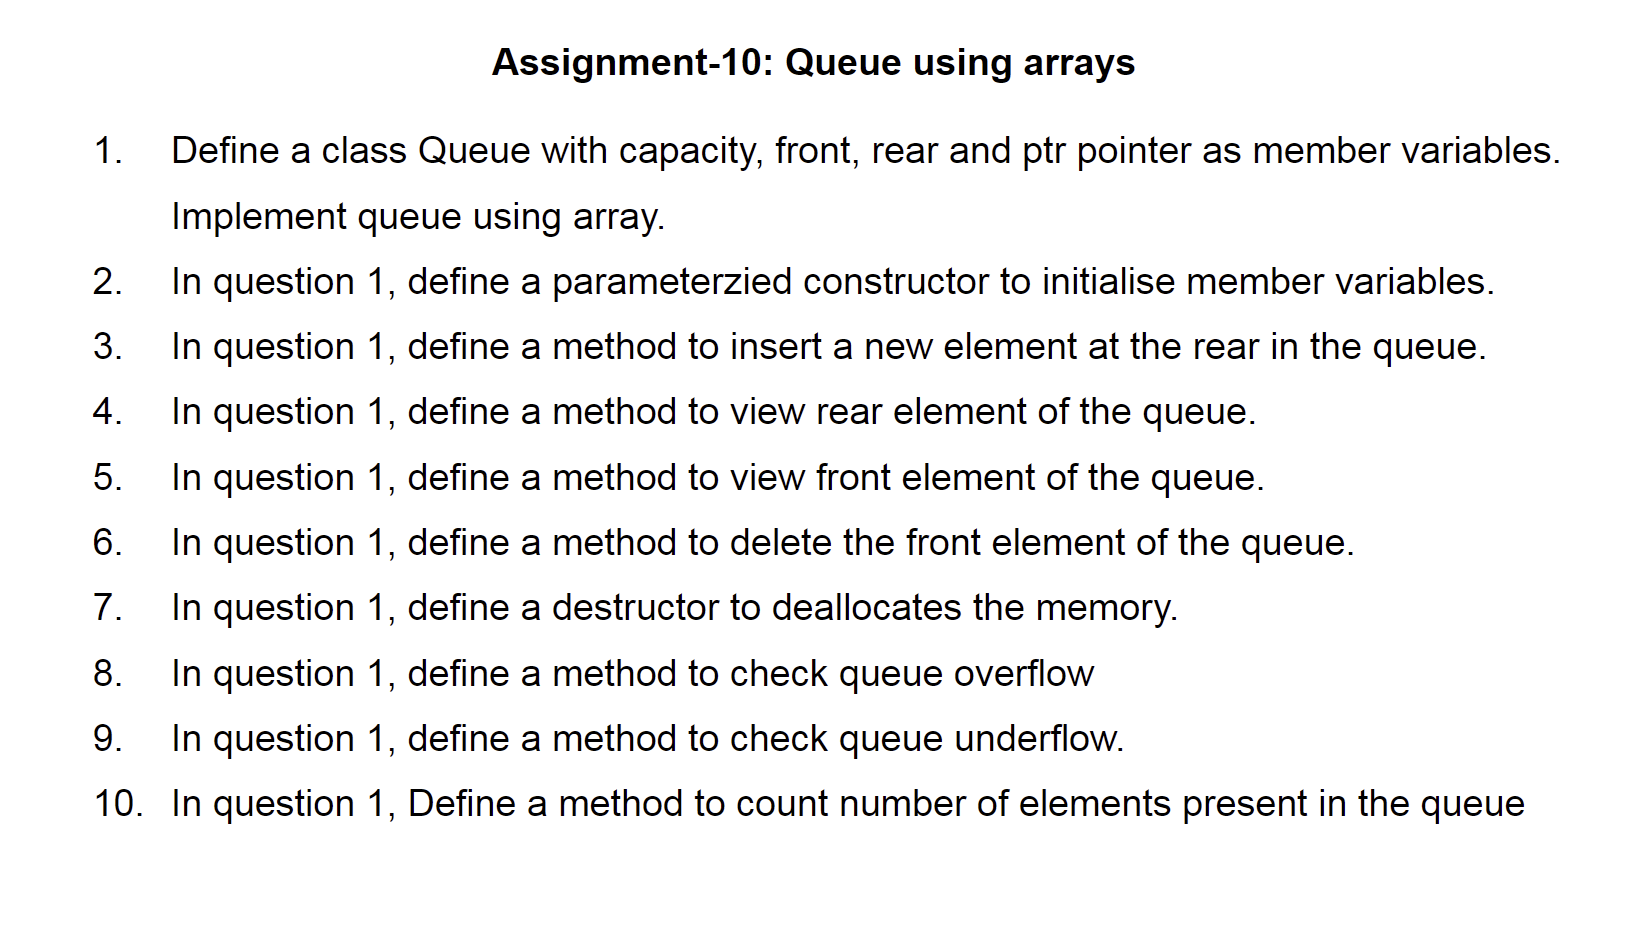 Assignment-10: Queue using arrays
1. Define a class Queue with capacity, front, rear and ptr pointer as member variables.
Implement queue using array.
2. In question 1, define a parameterzied constructor to initialise member variables.
3. In question 1, define a method to insert a new element at the rear in the queue.
4. In question 1, define a method to view rear element of the queue.
5. In question 1, define a method to view front element of the queue.
6. In question 1, define a method to delete the front element of the queue.
7. In question 1, define a destructor to deallocates the memory.
8. In question 1, define a method to check queue overflow
9. In question 1, define a method to check queue underflow.
10. In question 1, Define a method to count number of elements present in the queue